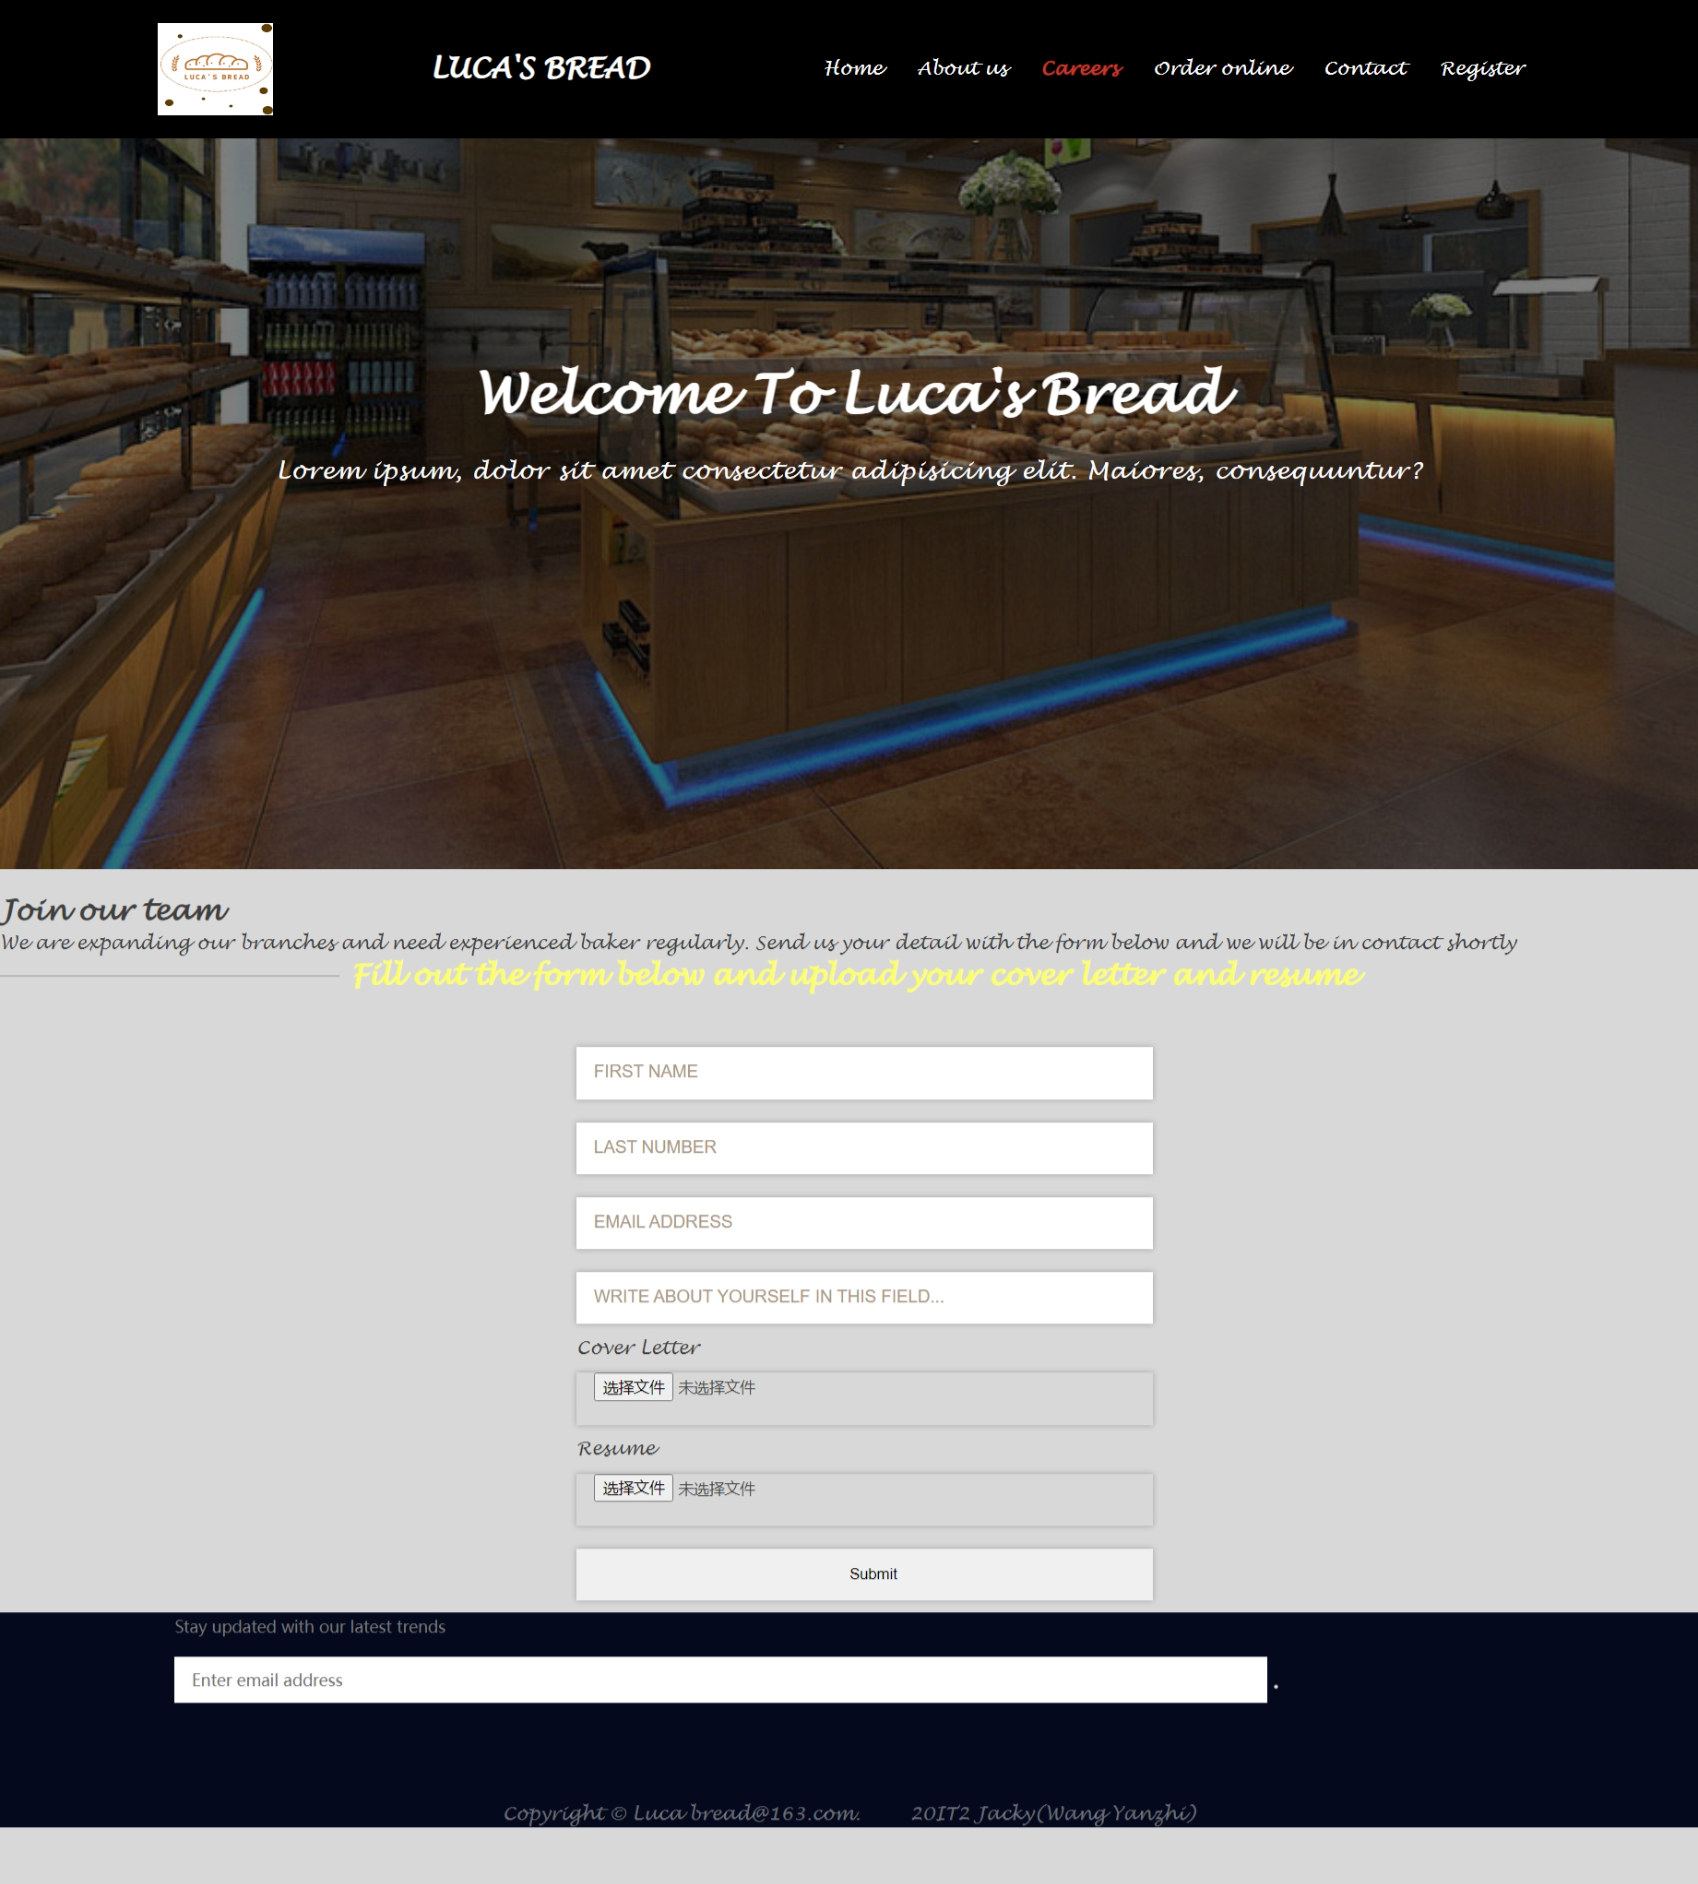 LUCA'S BREAD
LUCA'S BREAD
Home About us Careers Order online Contact Register
Welcome To Luca's Bread
Lorem ipsum, dolor sit amet consectetur adipisicing elit. Maiores, consequuntur?
Join our team
We are expanding our branches and need experienced baker regularly. Send us your detail with the form below and we will be in contact shortly
Fill out the form below and upload your cover letter and resume
FIRST NAME
LAST NUMBER
EMAIL ADDRESS
WRITE ABOUT YOURSELF IN THIS FIELD...
Cover Letter
选择文件 未选择文件
Resume
选择文件 未选择文件
Submit
Stay updated with our latest trends
Enter email address
Copyright © Luca bread@163.com. 20IT2 Jacky(Wang Yanzhi)